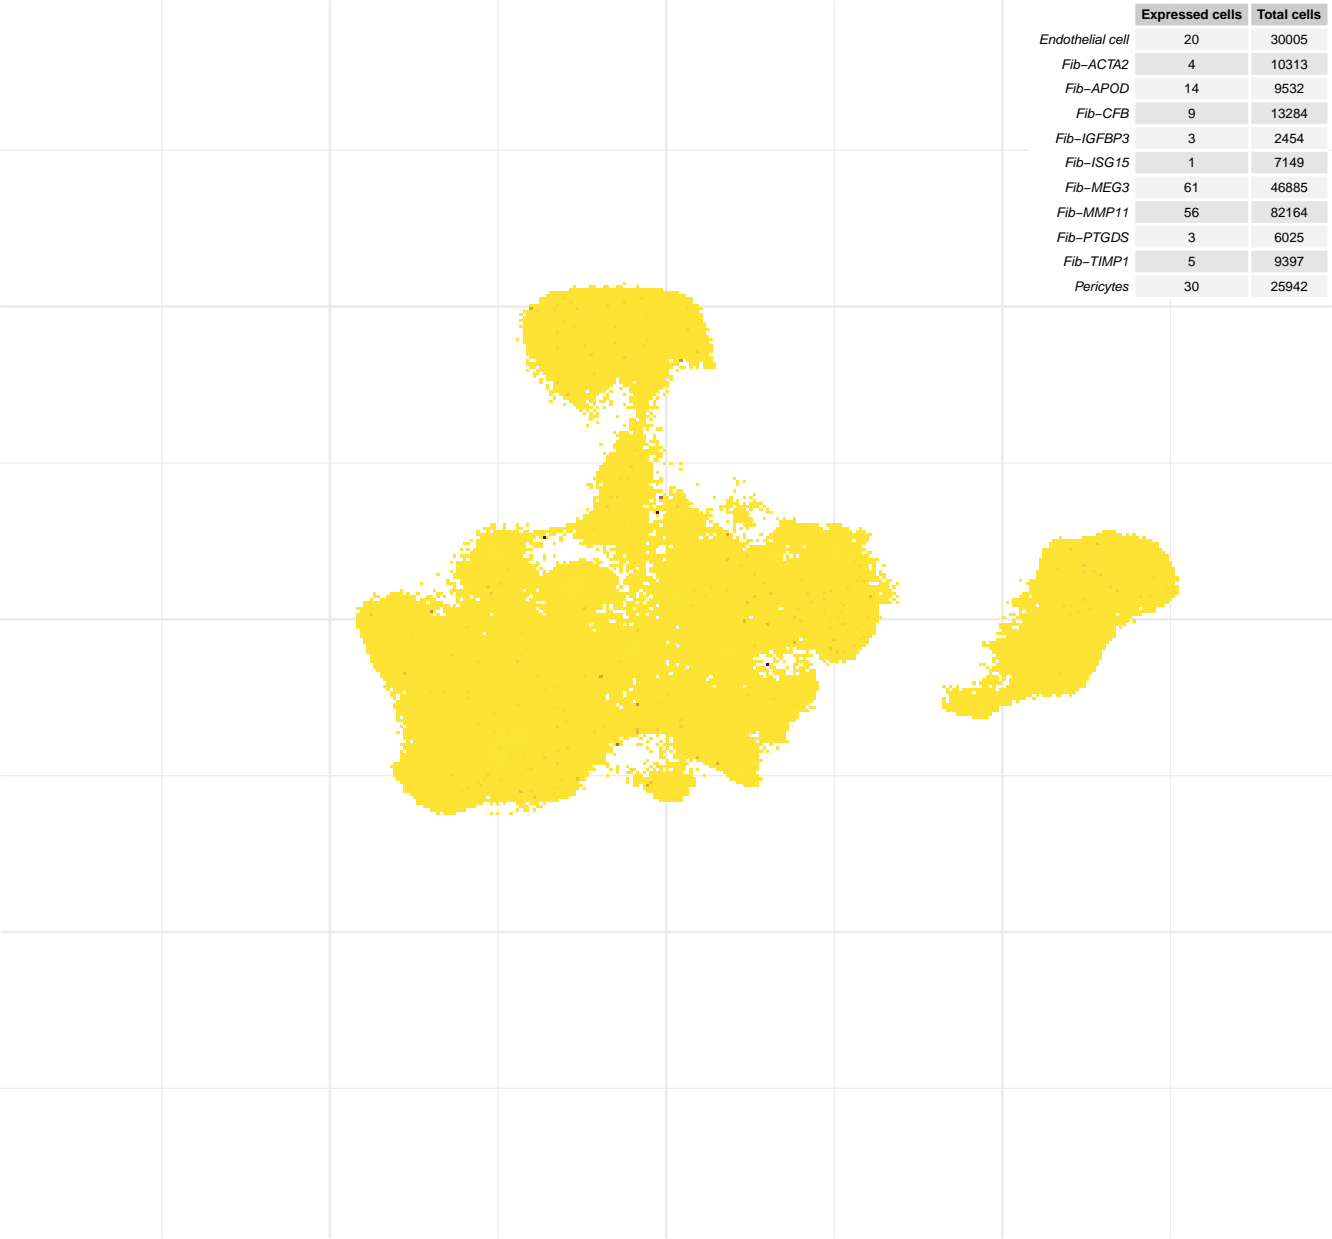 Expressed cells Total cells
Endothelial cell 20 30005
Fib−ACTA2 4 10313
Fib−APOD 14 9532
Fib−CFB 9 13284
Fib−IGFBP3 3 2454
Fib−ISG15 1 7149
Fib−MEG3 61 46885
Fib−MMP11 56 82164
Fib−PTGDS 3 6025
Fib−TIMP1 5 9397
Pericytes 30 25942